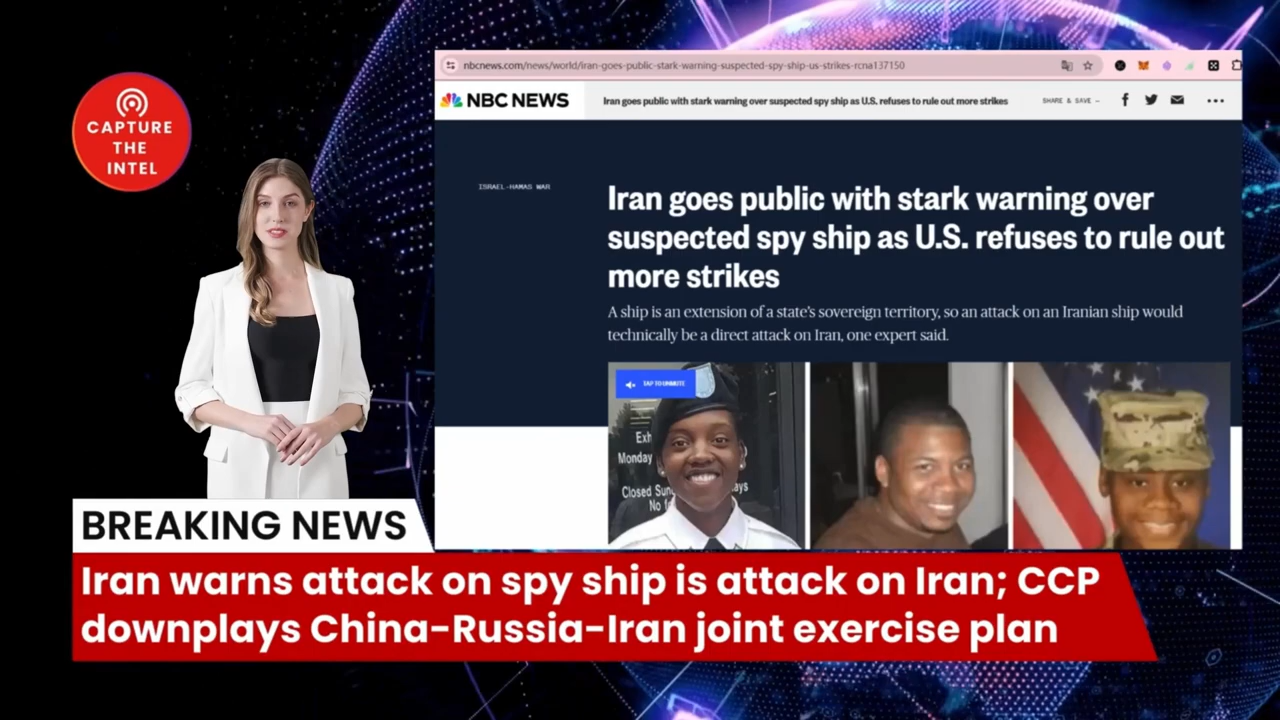 CAPTURE
THE
INTEL
nbcnews.com/news/world/iran-goes-public-stark-warning-suspected-spy-ship-us-strikes-rcna137150
NBC NEWS
Iran goes public with stark warning over suspected spy ship as U.S. refuses to rule out more strikes
SHARE & SAVE –
ISRAEL-HAMAS WAR
Iran goes public with stark warning over
suspected spy ship as U.S. refuses to rule out
more strikes
A ship is an extension of a state's sovereign territory, so an attack on an Iranian ship would
technically be a direct attack on Iran, one expert said.
TAP TO UNMUTE
Monday
Closed
BREAKING NEWS
Iran warns attack on spy ship is attack on Iran; CCP
downplays China-Russia-Iran joint exercise plan